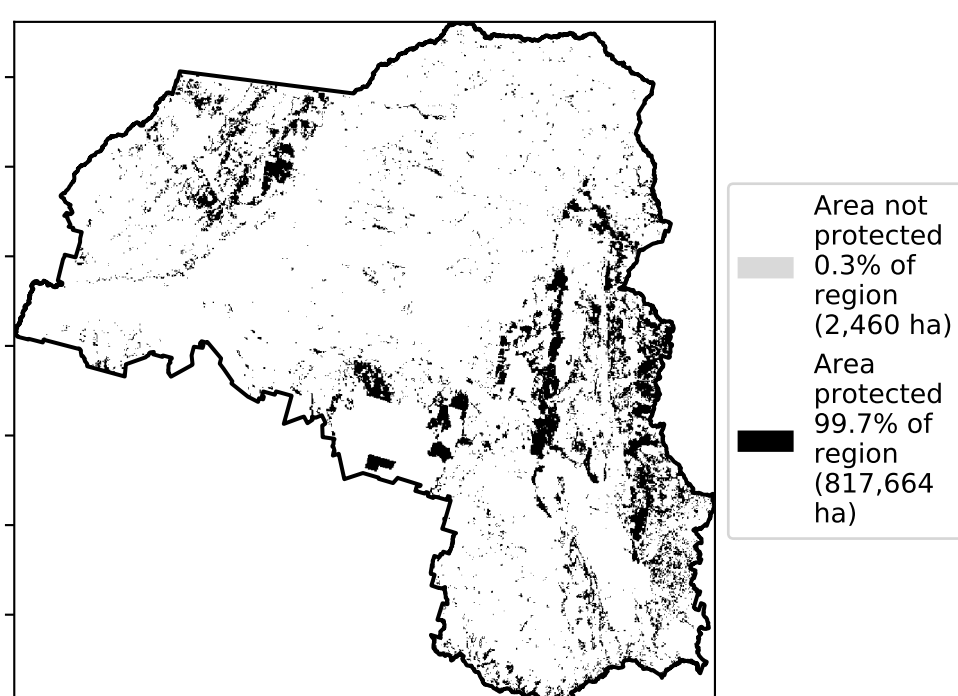 Area not
protected
0.3% of
region
(2,460 ha)
Area
protected
99.7% of
region
(817,664
ha)